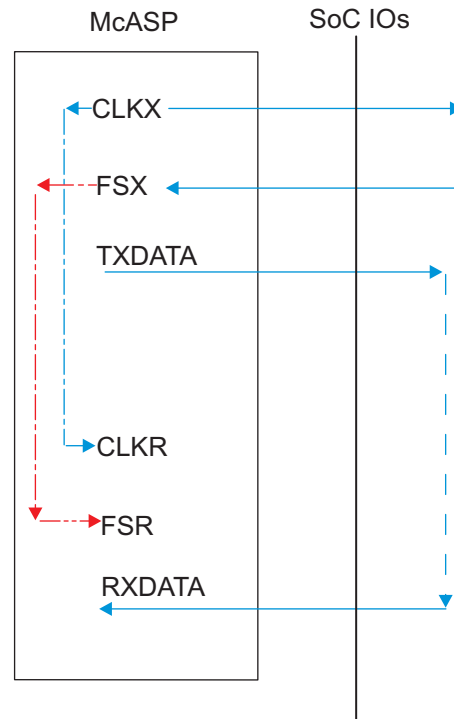 McASP
SoC IOs
CLKX
FSX
TXDATA
CLKR
FSR
RXDATA